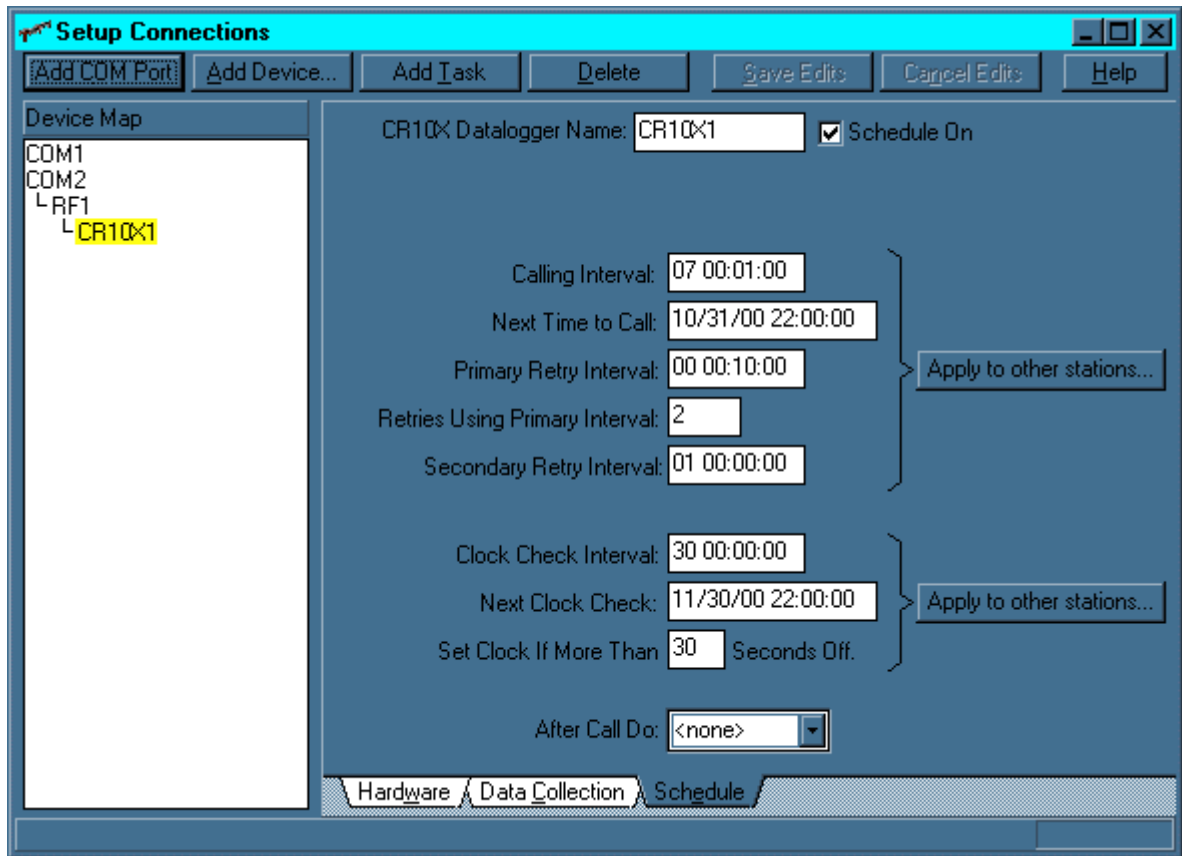 Setup Connections
Add COM Port Add Device... Add Task Delete Save Edits Cancel Edits Help
Device Map
COM1
COM2
RF1
CR10X1
CR10X Datalogger Name: CR10X1 Schedule On
Calling Interval: 07 00:01:00
Next Time to Call: 10/31/00 22:00:00
Primary Retry Interval: 00 00:10:00
Apply to other stations...
Retries Using Primary Interval: 2
Secondary Retry Interval: 01 00:00:00
Clock Check Interval: 30 00:00:00
Next Clock Check: 11/30/00 22:00:00
Apply to other stations...
Set Clock If More Than 30 Seconds Off.
After Call Do: <none>
Hardware Data Collection Schedule